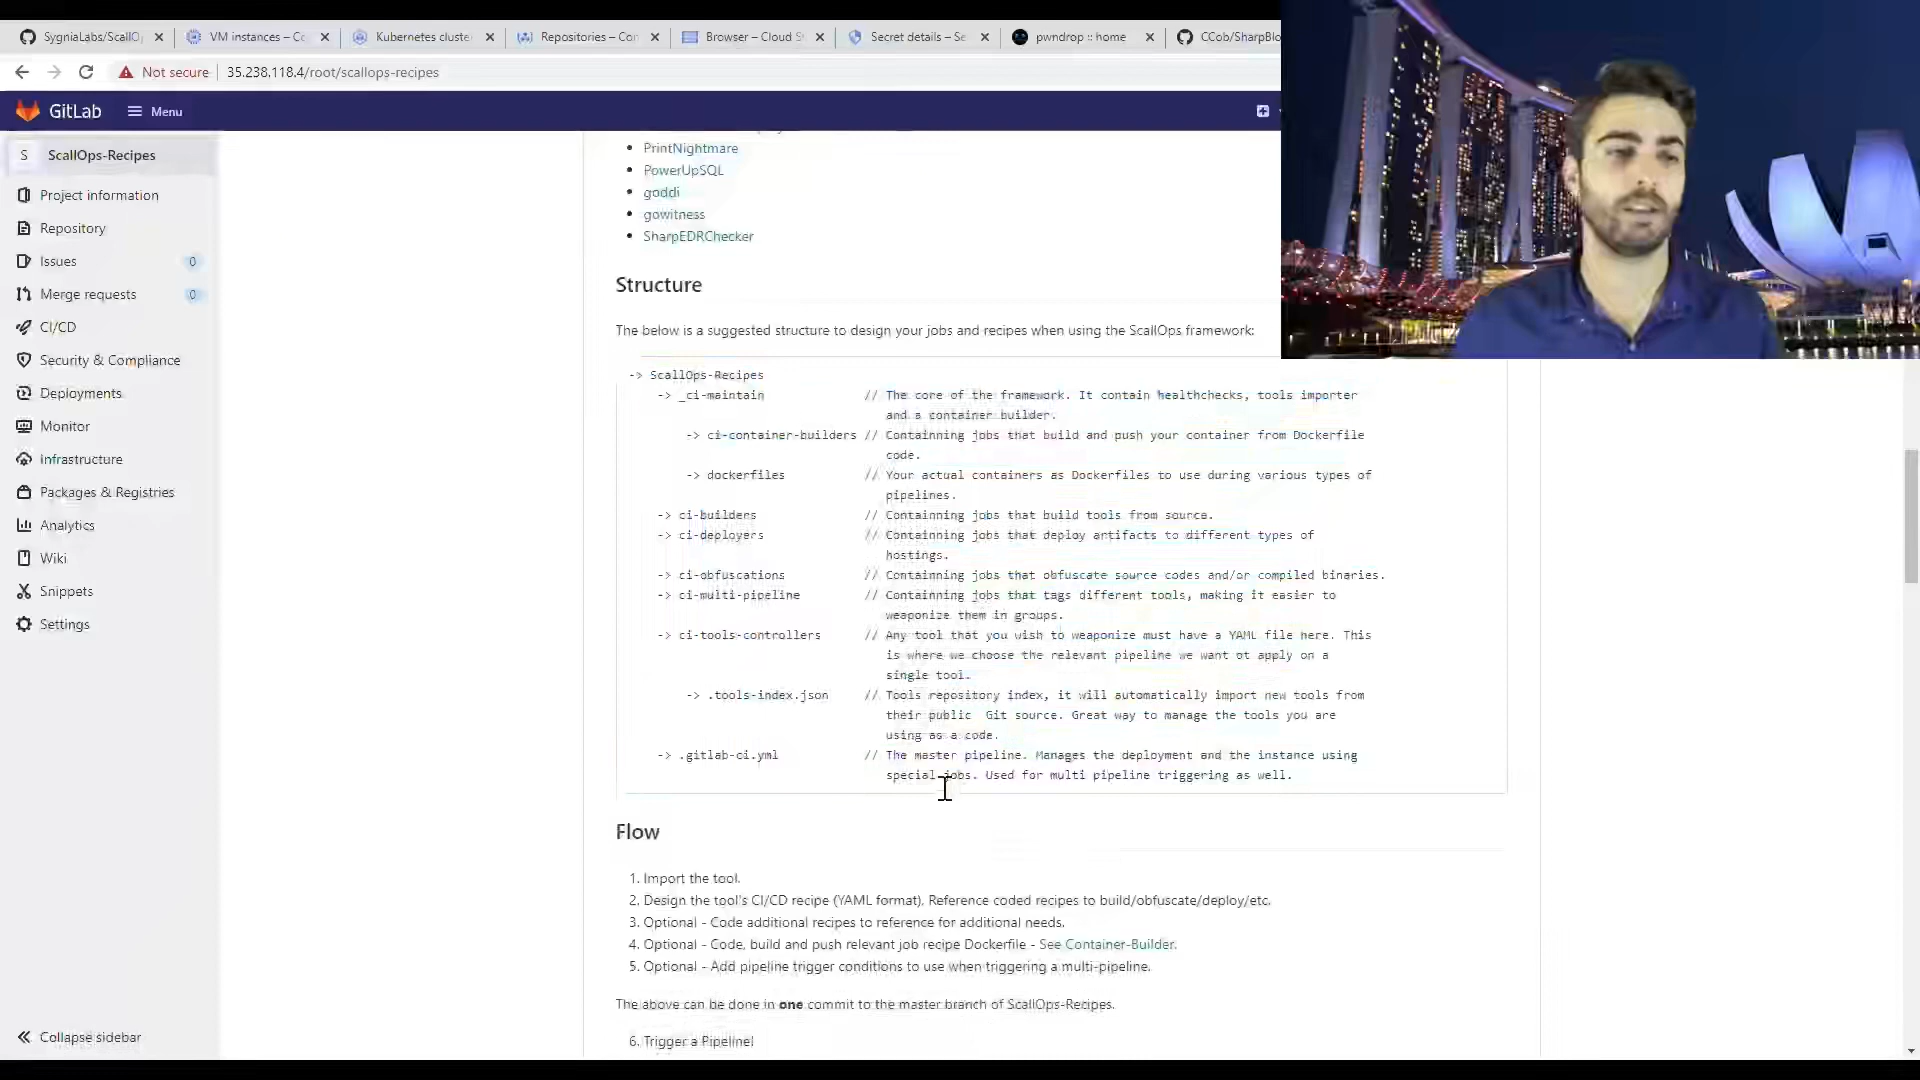 SygniaLabs/ScallO
VM instances – Co
Kubernetes cluste
Repositories – Con
Browser – Cloud S
Secret details – Se
pwndrop :: home
CCob/SharpBlo
Not secure
35.238.118.4/root/scallops-recipes
GitLab
Menu
S
ScallOps-Recipes
Project information
Repository
Issues 0
Merge requests 0
CI/CD
Security & Compliance
Deployments
Monitor
Infrastructure
Packages & Registries
Analytics
Wiki
Snippets
Settings
Collapse sidebar
PrintNightmare
PowerUpSQL
goddi
gowitness
SharpEDRChecker
Structure
The below is a suggested structure to design your jobs and recipes when using the ScallOps framework:
-> ScallOps-Recipes
-> _ci-maintain // The core of the framework. It contain healthchecks, tools importer
and a container builder.
-> ci-container-builders // Containning jobs that build and push your container from Dockerfile
code.
-> dockerfiles // Your actual containers as Dockerfiles to use during various types of
pipelines.
-> ci-builders // Containning jobs that build tools from source.
-> ci-deployers // Containning jobs that deploy artifacts to different types of
hostings.
-> ci-obfuscations // Containning jobs that obfuscate source codes and/or compiled binaries.
-> ci-multi-pipeline // Containning jobs that tags different tools, making it easier to
weaponize them in groups.
-> ci-tools-controllers // Any tool that you wish to weaponize must have a YAML file here. This
is where we choose the relevant pipeline we want ot apply on a
single tool.
-> .tools-index.json // Tools repository index, it will automatically import new tools from
their public Git source. Great way to manage the tools you are
using as a code.
-> .gitlab-ci.yml // The master pipeline. Manages the deployment and the instance using
special jobs. Used for multi pipeline triggering as well.
Flow
1. Import the tool.
2. Design the tool's CI/CD recipe (YAML format). Reference coded recipes to build/obfuscate/deploy/etc.
3. Optional - Code additional recipes to reference for additional needs.
4. Optional - Code, build and push relevant job recipe Dockerfile - See Container-Builder.
5. Optional - Add pipeline trigger conditions to use when triggering a multi-pipeline.
The above can be done in one commit to the master branch of ScallOps-Recipes.
6. Trigger a Pipeline!